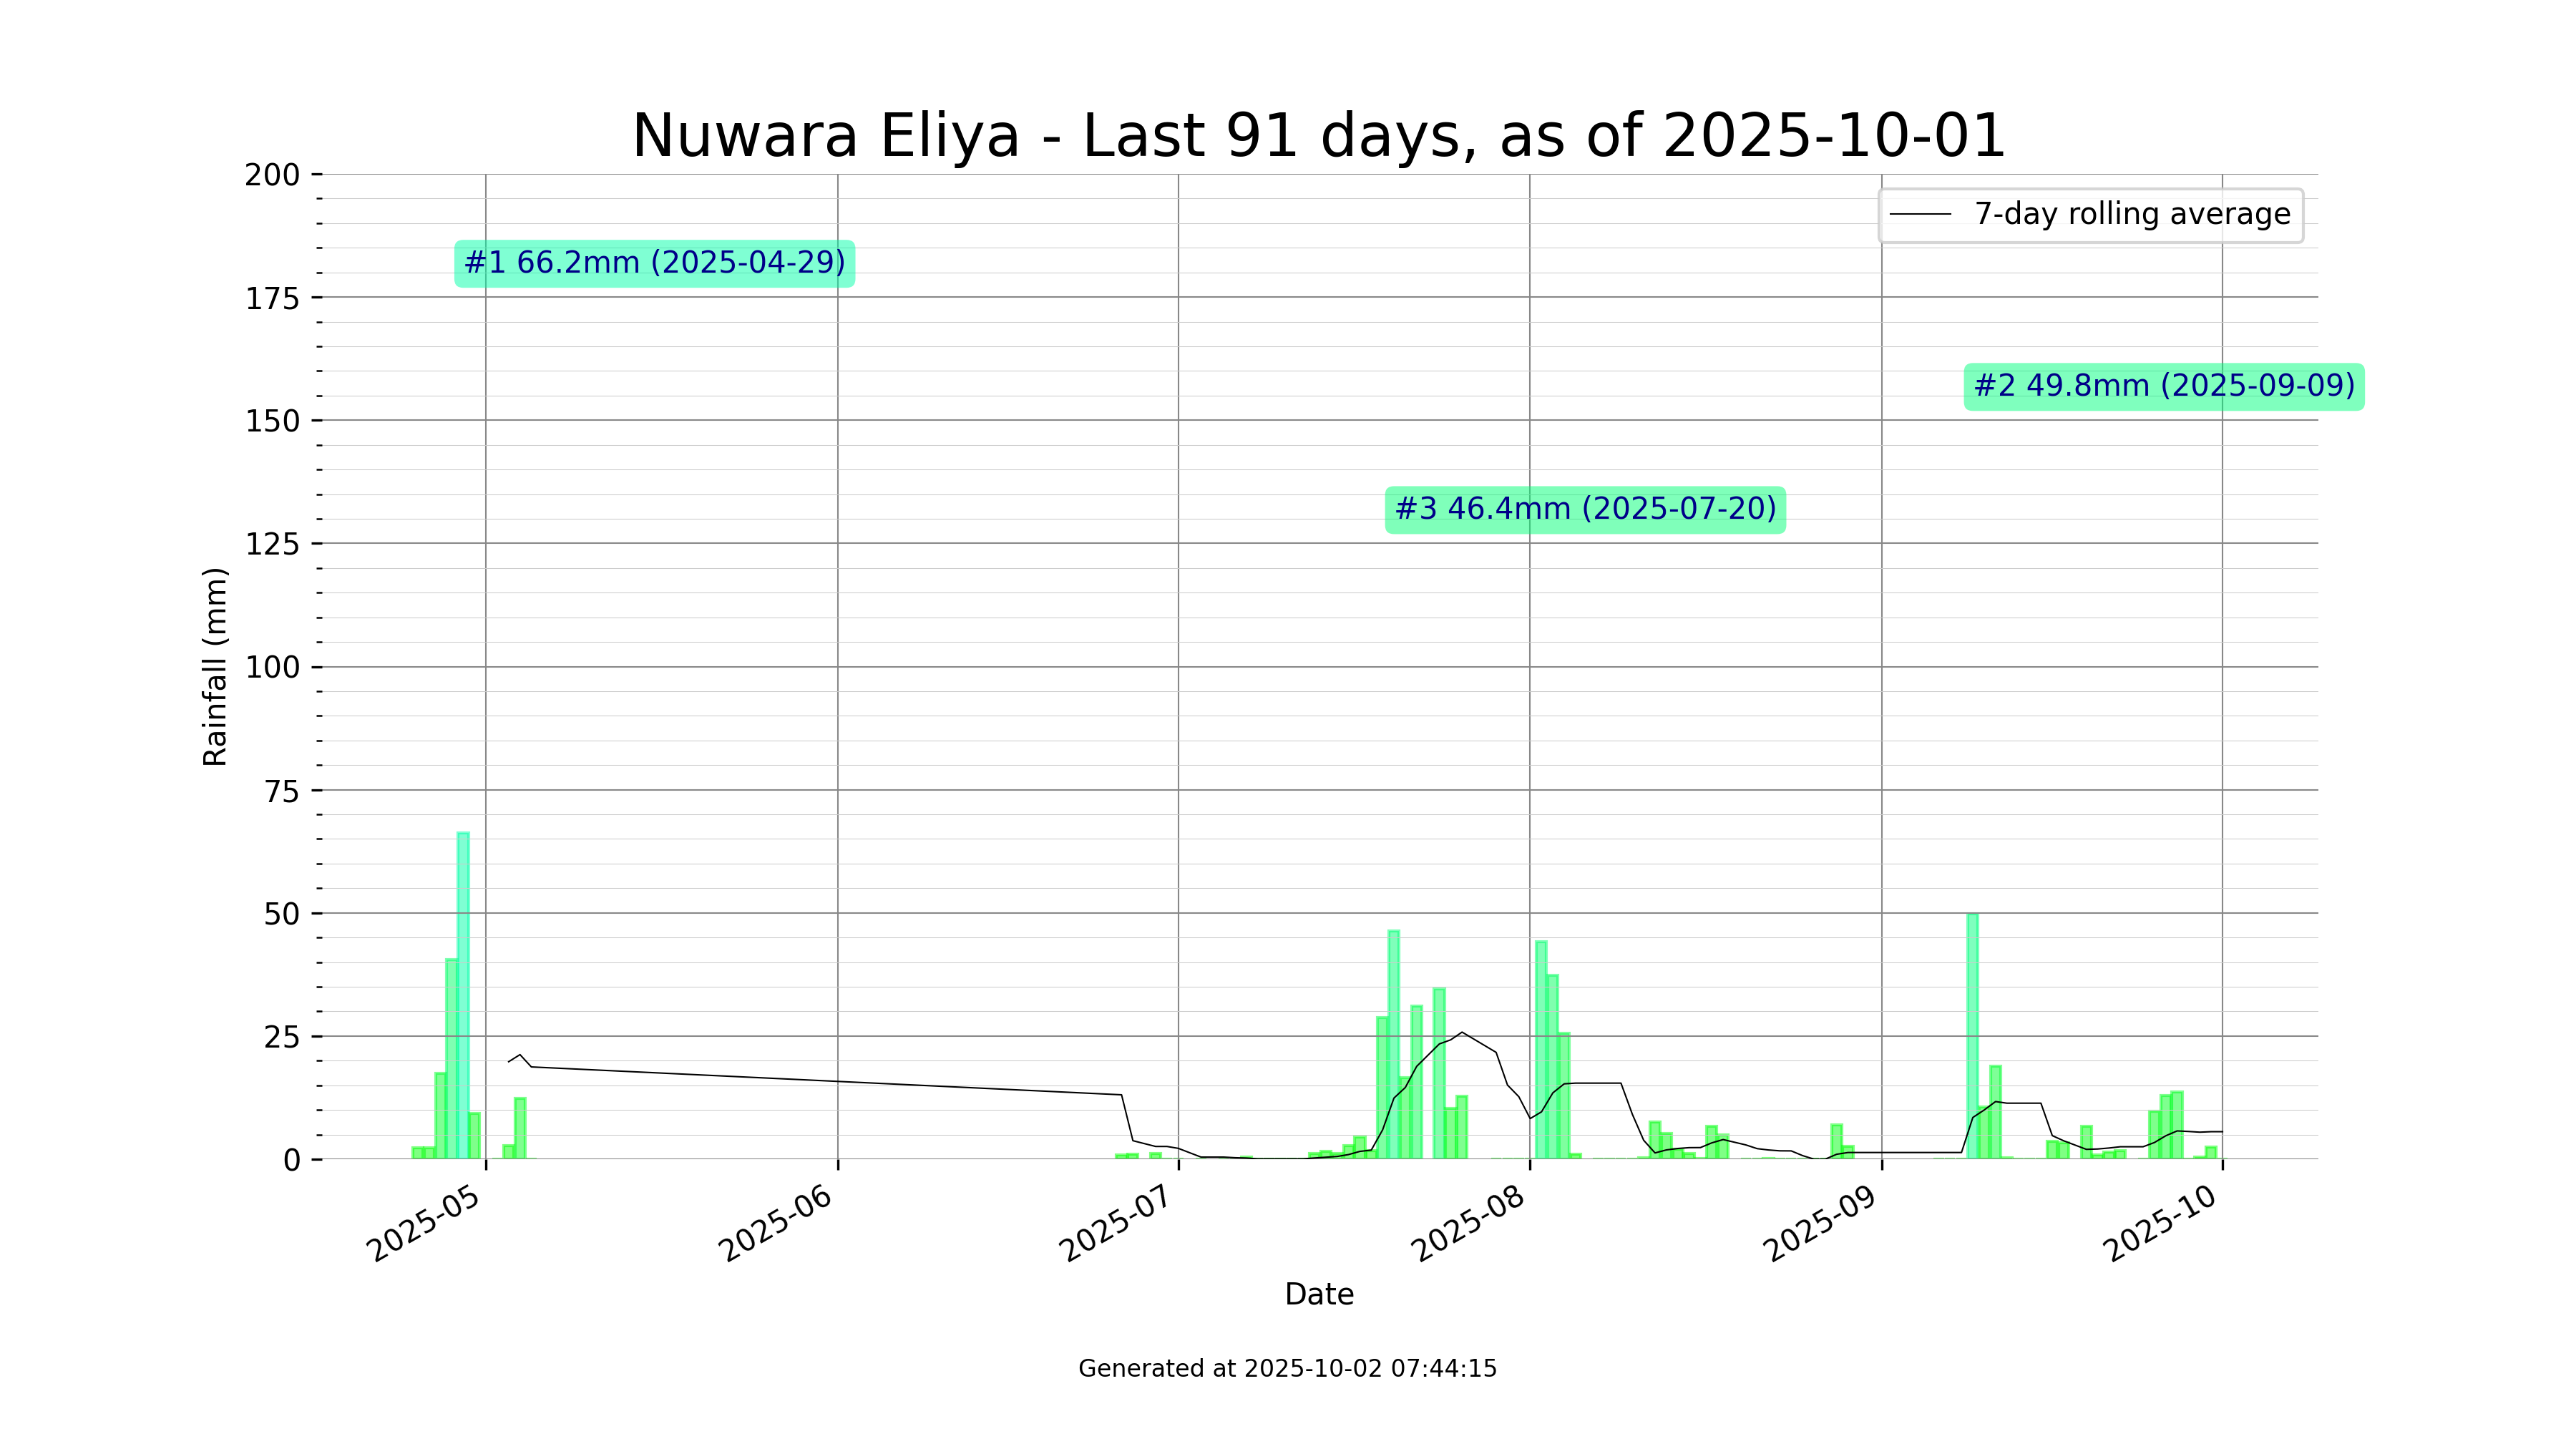 Nuwara Eliya - Last 91 days, as of 2025-10-01
200
175
150
125
100
75
50
25
0
Rainfall (mm)
7-day rolling average
#1 66.2mm (2025-04-29)
#2 49.8mm (2025-09-09)
#3 46.4mm (2025-07-20)
2025-05
2025-06
2025-07
2025-08
2025-09
2025-10
Date
Generated at 2025-10-02 07:44:15